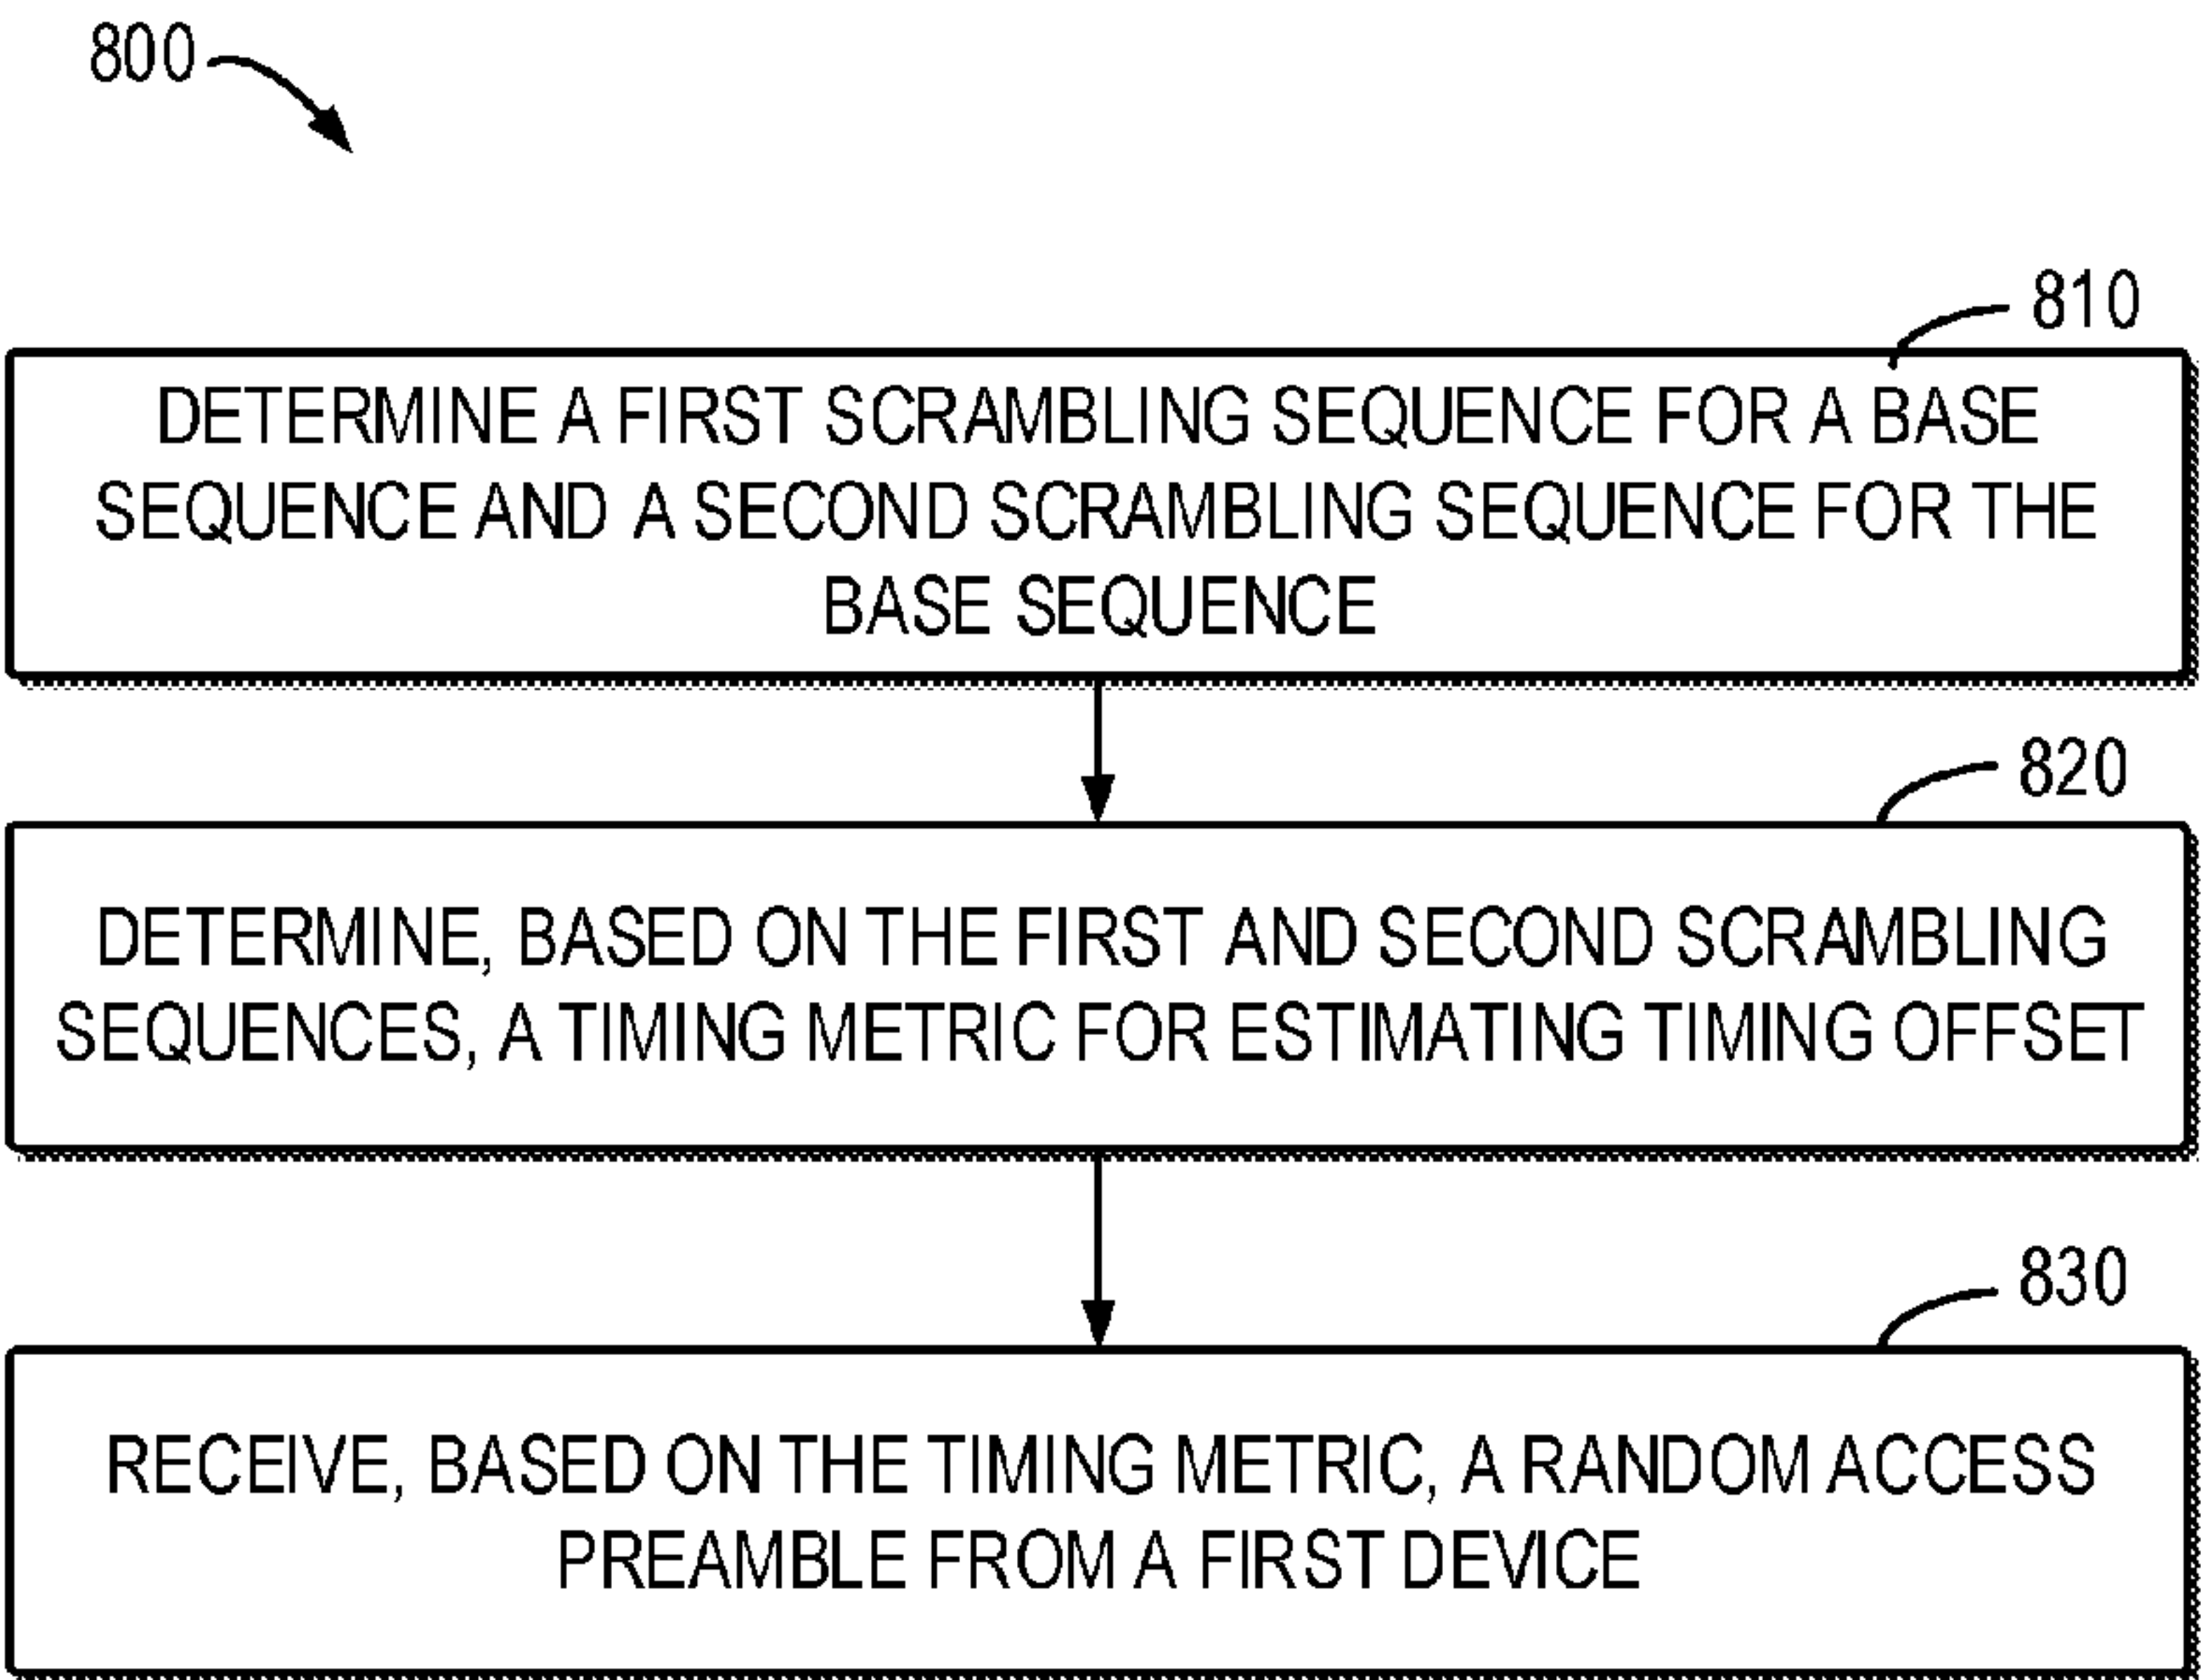 800
810
DETERMINE A FIRST SCRAMBLING SEQUENCE FOR A BASE
SEQUENCE AND A SECOND SCRAMBLING SEQUENCE FOR THE
BASE SEQUENCE
820
DETERMINE, BASED ON THE FIRST AND SECOND SCRAMBLING
SEQUENCES, A TIMING METRIC FOR ESTIMATING TIMING OFFSET
830
RECEIVE, BASED ON THE TIMING METRIC, A RANDOM ACCESS
PREAMBLE FROM A FIRST DEVICE